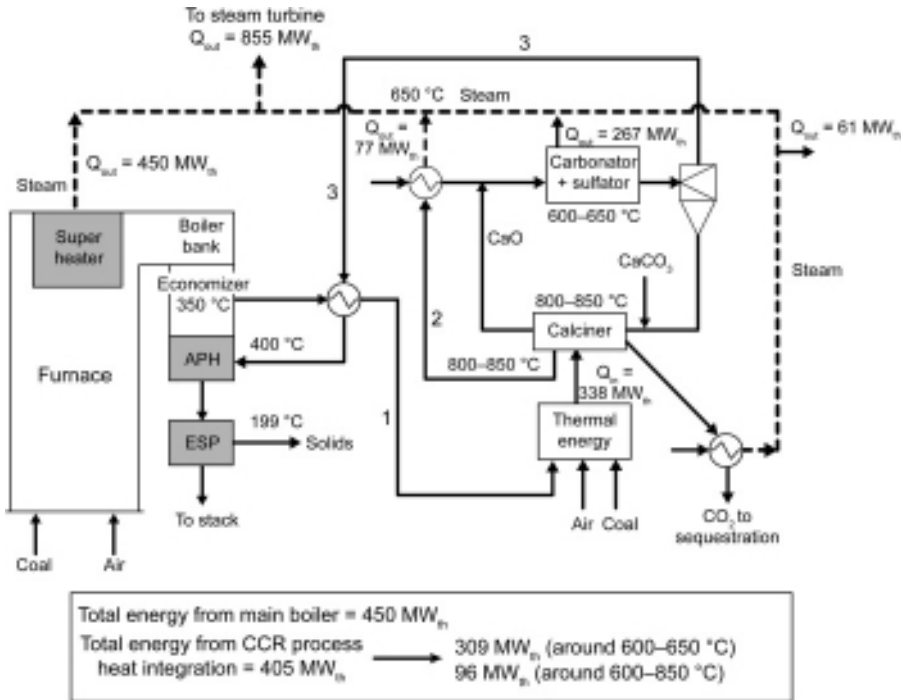 To steam turbine
Q_out = 855 MW_th
3
650 °C Steam
Q_out =
77 MW_th
Q_out = 267 MW_th
Q_out = 61 MW_th
Q_out = 450 MW_th
Steam
Carbonator
+ sulfator
3
Super
heater
Boiler
bank
600–650 °C
CaO
CaCO₃
Steam
Economizer
350 °C
800–850 °C
2
Calciner
400 °C
APH
800–850 °C
Q_in =
338 MW_th
Furnace
1
Thermal
energy
199 °C
ESP
Solids
To stack
Air Coal
CO₂ to
sequestration
Coal
Air
Total energy from main boiler = 450 MW_th
Total energy from CCR process
heat integration = 405 MW_th
309 MW_th (around 600–650 °C)
96 MW_th (around 600–850 °C)